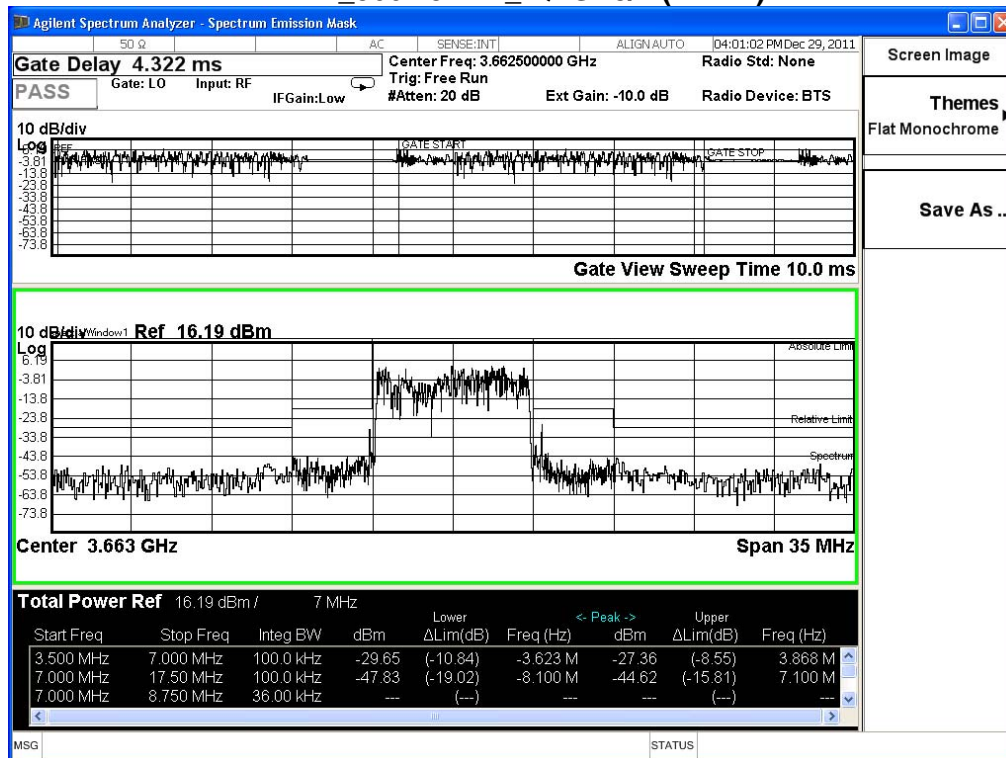 Agilent Spectrum Analyzer - Spectrum Emission Mask
50 Ω AC SENSE:INT ALIGN AUTO 04:01:02 PM Dec 29, 2011
Gate Delay 4.322 ms
Center Freq: 3.662500000 GHz
Radio Std: None
Trig: Free Run
PASS
Gate: LO Input: RF
IFGain:Low
#Atten: 20 dB
Ext Gain: -10.0 dB
Radio Device: BTS
Screen Image
Themes
Flat Monochrome
Save As ..
10 dB/div
Log
REF
GATE START
GATE STOP
-3.81
-13.8
-23.8
-33.8
-43.8
-53.8
-63.8
-73.8
Gate View Sweep Time 10.0 ms
10 dB/div
Window1
Ref 16.19 dBm
Log
Absolute Limit
6.19
-3.81
-13.8
-23.8
Relative Limit
-33.8
-43.8
Spectrum
-53.8
-63.8
-73.8
Center 3.663 GHz
Span 35 MHz
Total Power Ref 16.19 dBm / 7 MHz
Lower <- Peak -> Upper
Start Freq Stop Freq Integ BW dBm ΔLim(dB) Freq (Hz) dBm ΔLim(dB) Freq (Hz)
3.500 MHz 7.000 MHz 100.0 kHz -29.65 (-10.84) -3.623 M -27.36 (-8.55) 3.868 M
7.000 MHz 17.50 MHz 100.0 kHz -47.83 (-19.02) -8.100 M -44.62 (-15.81) 7.100 M
7.000 MHz 8.750 MHz 36.00 kHz --- (---) --- --- (---) ---
MSG
STATUS